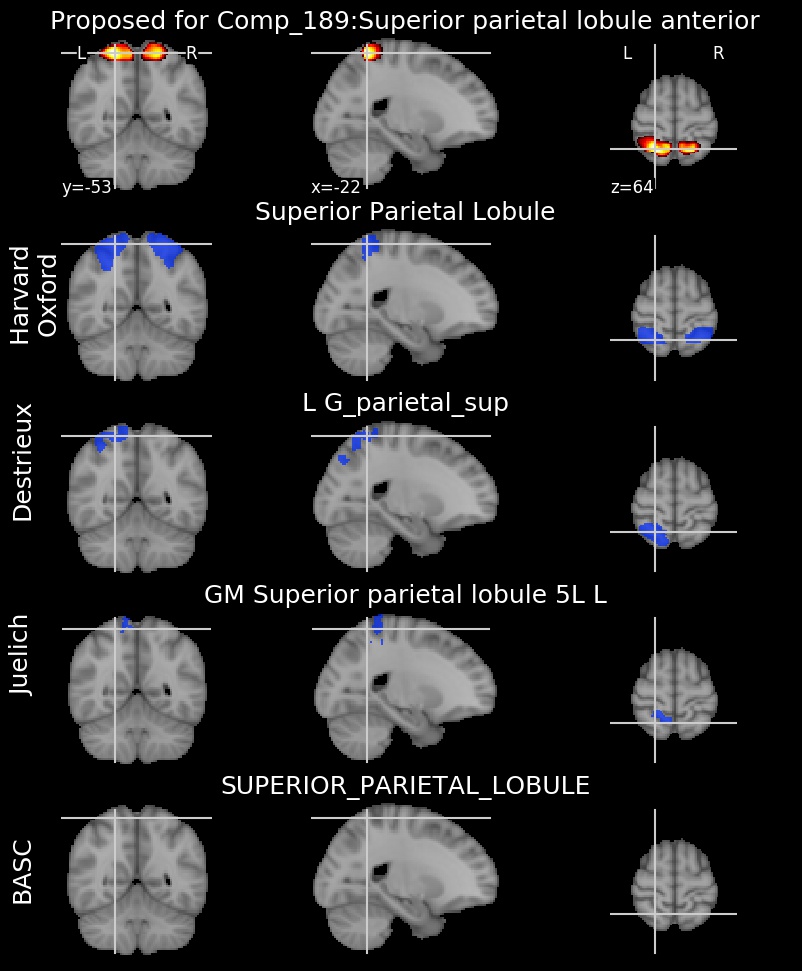 Proposed for Comp_189:Superior parietal lobule anterior
L R
L R
y=-53
x=-22
z=64
Superior Parietal Lobule
Harvard
Oxford
L G_parietal_sup
Destrieux
GM Superior parietal lobule 5L L
Juelich
SUPERIOR_PARIETAL_LOBULE
BASC